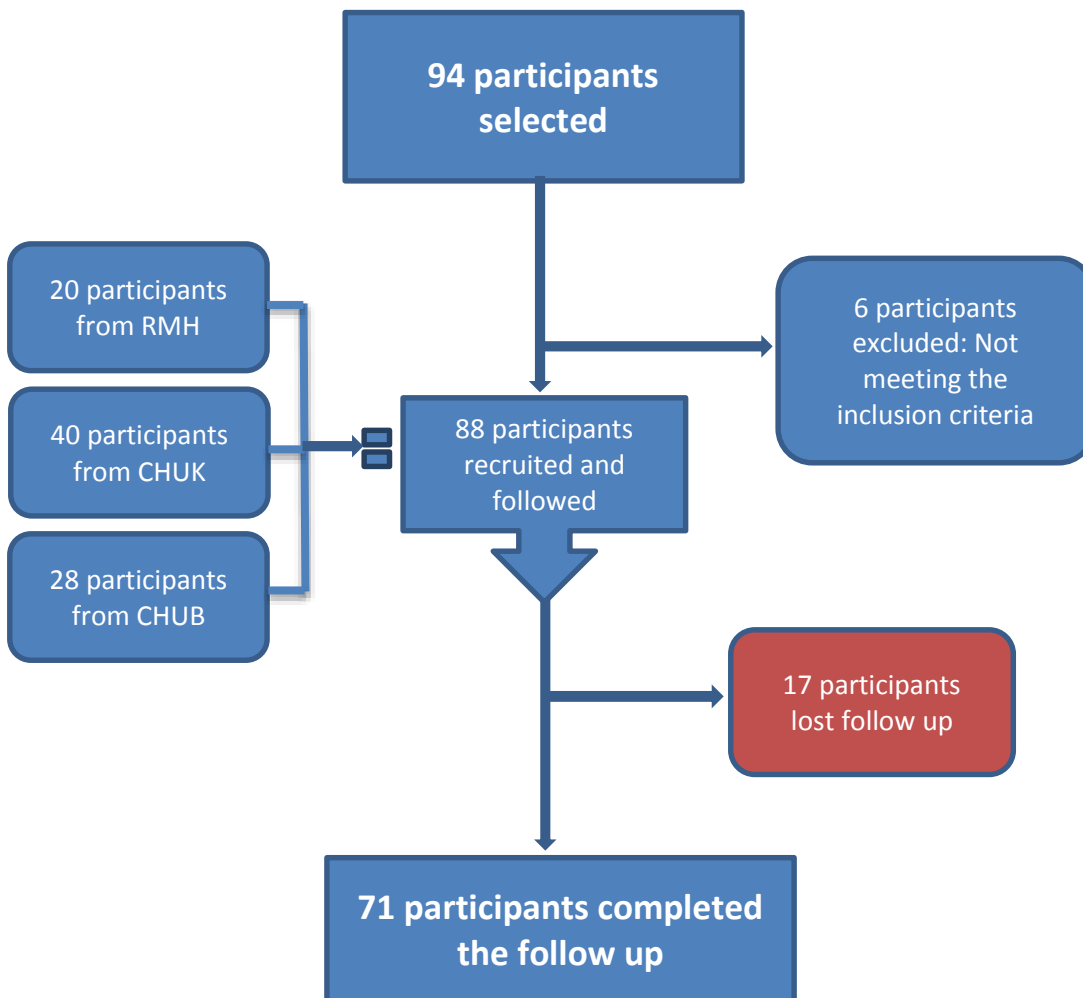 94 participants
selected
20 participants
from RMH
6 participants
excluded: Not
meeting the
inclusion criteria
40 participants
from CHUK
88 participants
recruited and
followed
28 participants
from CHUB
17 participants
lost follow up
71 participants completed
the follow up